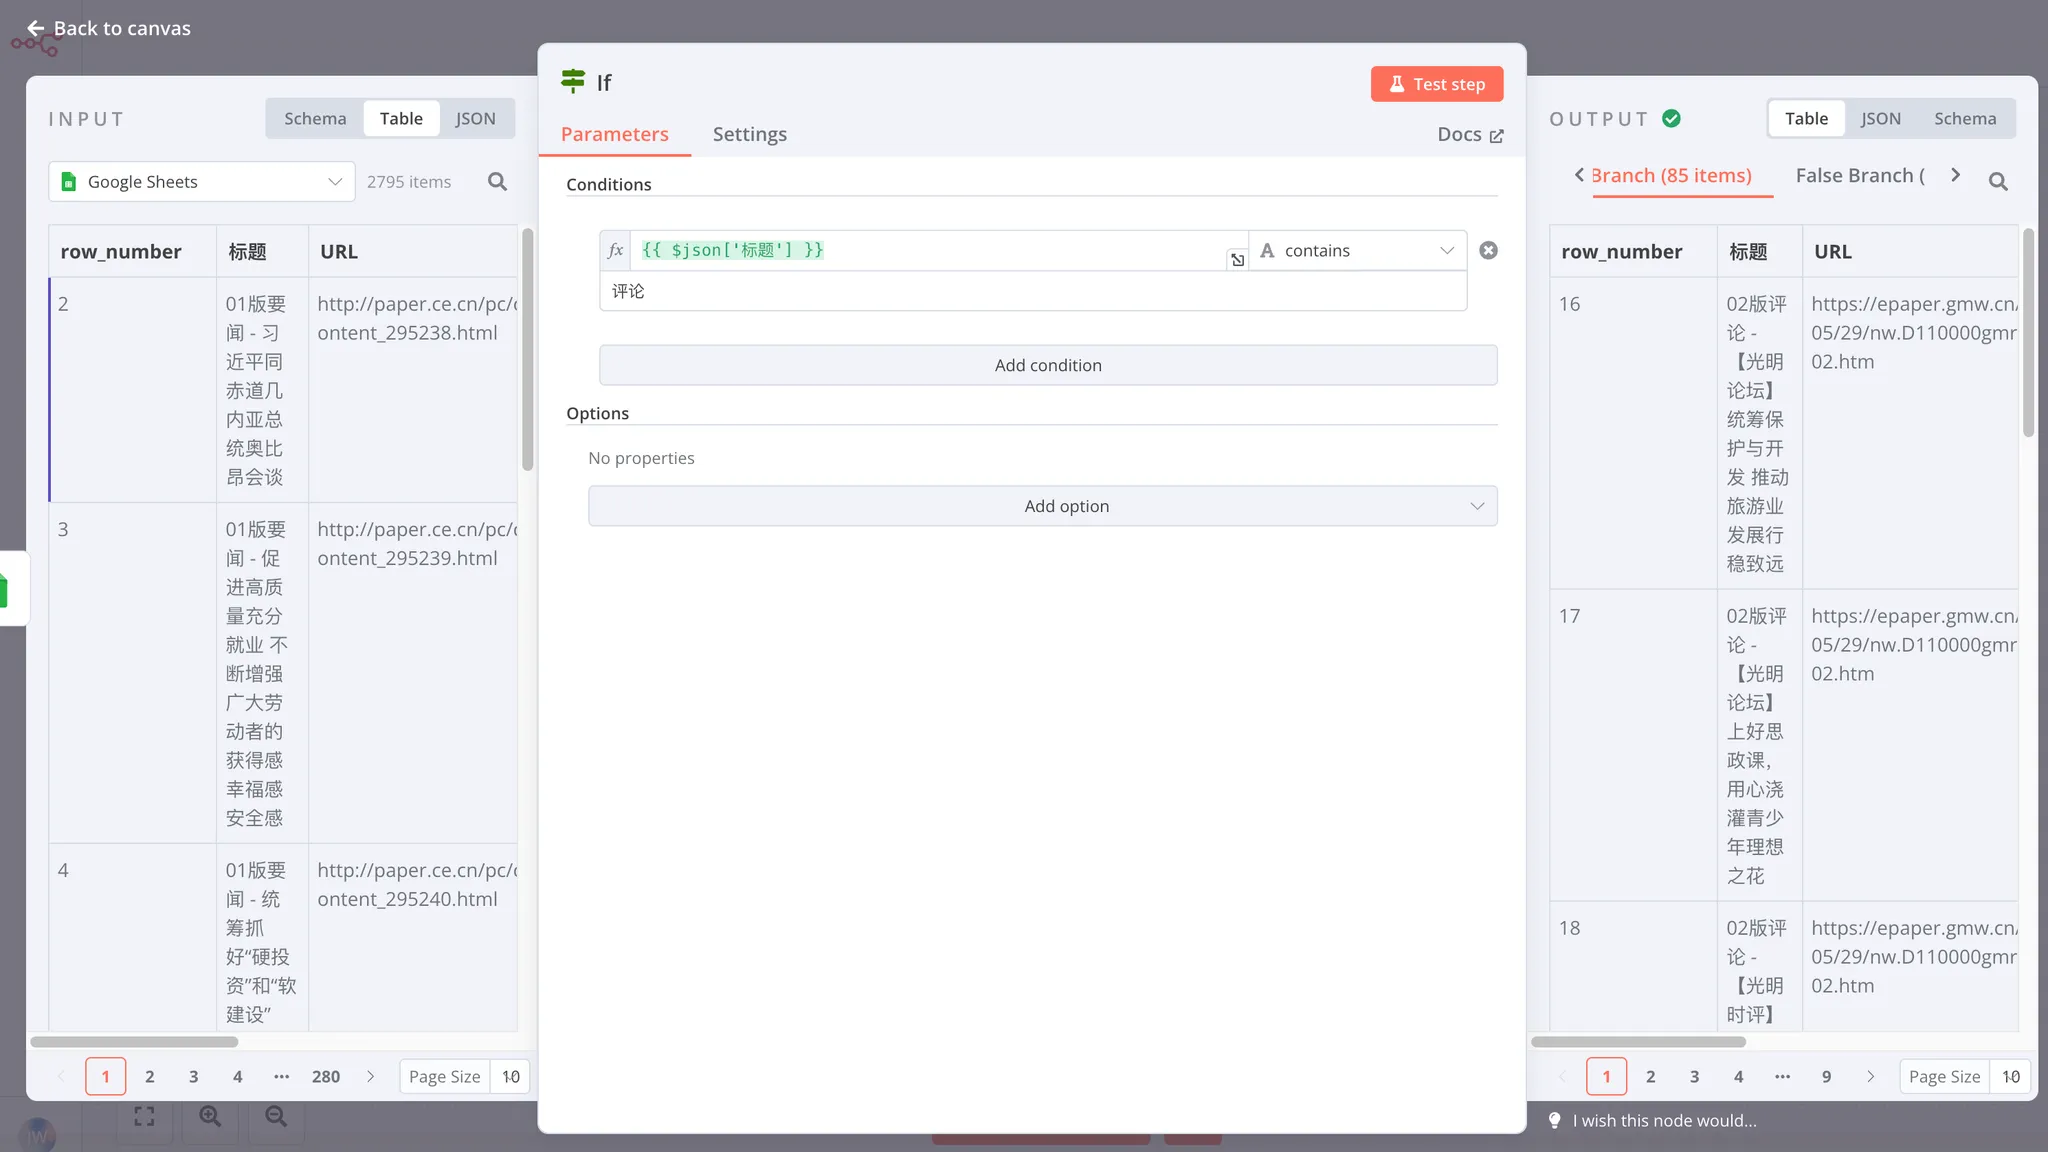 Back to canvas
INPUT
Schema
Table
JSON
Google Sheets
2795 items
row_number
标题
URL
2
01版要
闻 - 习
近平同
赤道几
内亚总
统奥比
昂会谈
http://paper.ce.cn/pc/c
ontent_295238.html
3
01版要
闻 - 促
进高质
量充分
就业 不
断增强
广大劳
动者的
获得感
幸福感
安全感
http://paper.ce.cn/pc/c
ontent_295239.html
4
01版要
闻 - 统
筹抓
好“硬投
资”和“软
建设”
http://paper.ce.cn/pc/c
ontent_295240.html
1
2
3
4
···
280
Page Size
10
If
Test step
Parameters
Settings
Docs
Conditions
fx
{{ $json['标题'] }}
A contains
评论
Add condition
Options
No properties
Add option
OUTPUT
Table
JSON
Schema
Branch (85 items)
False Branch (
row_number
标题
URL
16
02版评
论 -
【光明
论坛】
统筹保
护与开
发 推动
旅游业
发展行
稳致远
https://epaper.gmw.cn/
05/29/nw.D110000gmr
02.htm
17
02版评
论 -
【光明
论坛】
上好思
政课，
用心浇
灌青少
年理想
之花
https://epaper.gmw.cn/
05/29/nw.D110000gmr
02.htm
18
02版评
论 -
【光明
时评】
https://epaper.gmw.cn/
05/29/nw.D110000gmr
02.htm
1
2
3
4
···
9
Page Size
10
I wish this node would...
JW